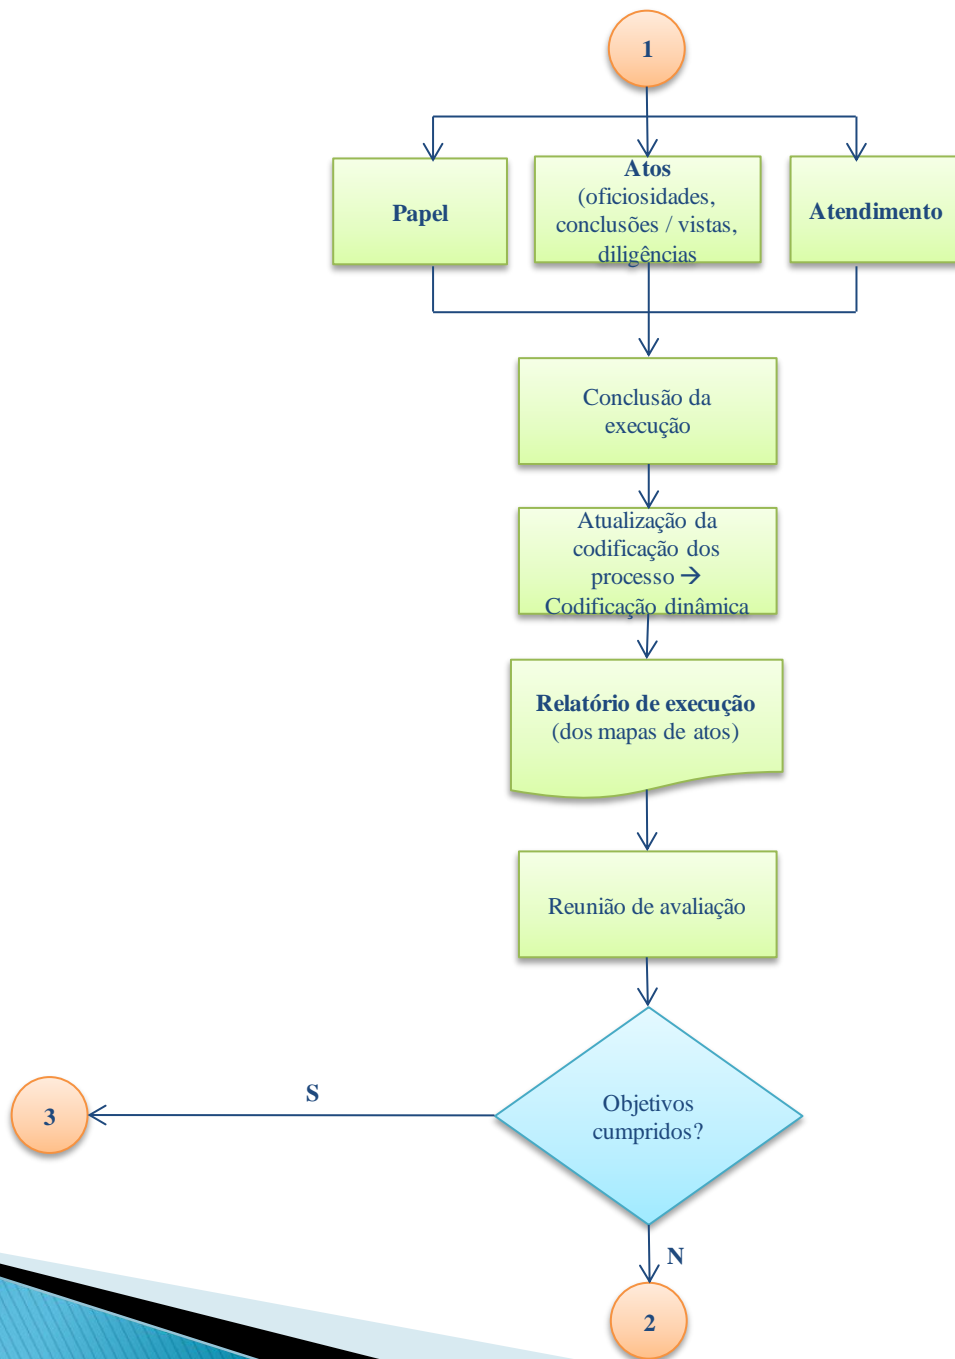 1
Papel
Atos
(oficiosidades,
conclusões / vistas,
diligências
Atendimento
Conclusão da
execução
Atualização da
codificação dos
processo →
Codificação dinâmica
Relatório de execução
(dos mapas de atos)
Reunião de avaliação
Objetivos
cumpridos?
S
3
N
2